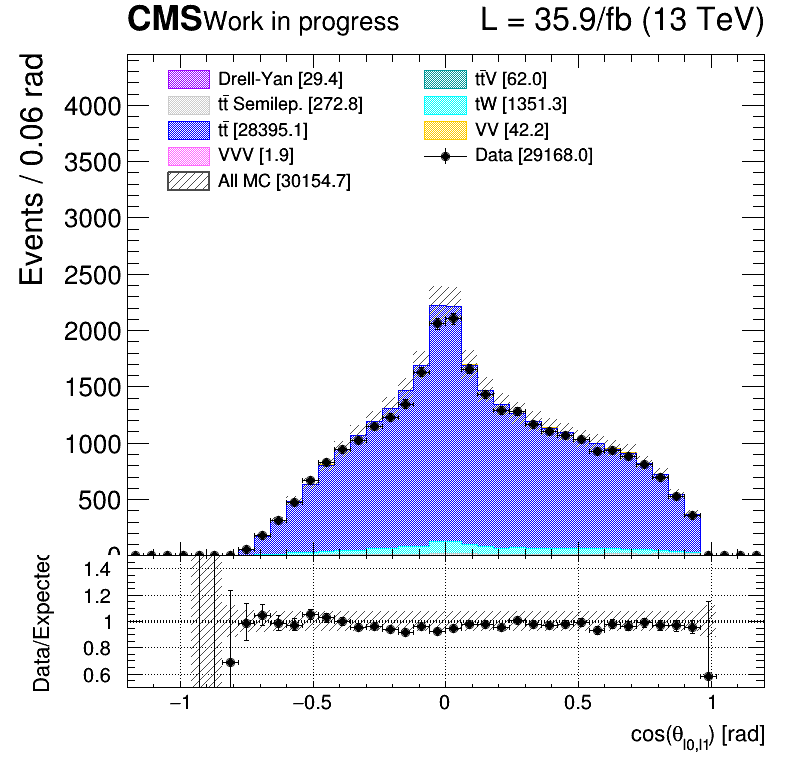 CMS Work in progress L = 35.9/fb (13 TeV)
Events / 0.06 rad
Drell-Yan [29.4]
tt̄ Semilep. [272.8]
tt̄ [28395.1]
VVV [1.9]
All MC [30154.7]
tt̄V [62.0]
tW [1351.3]
VV [42.2]
Data [29168.0]
4000
3500
3000
2500
2000
1500
1000
500
0
Data/Expected
1.4
1.2
1
0.8
0.6
−1 −0.5 0 0.5 1
cos(θ_l0,l1) [rad]